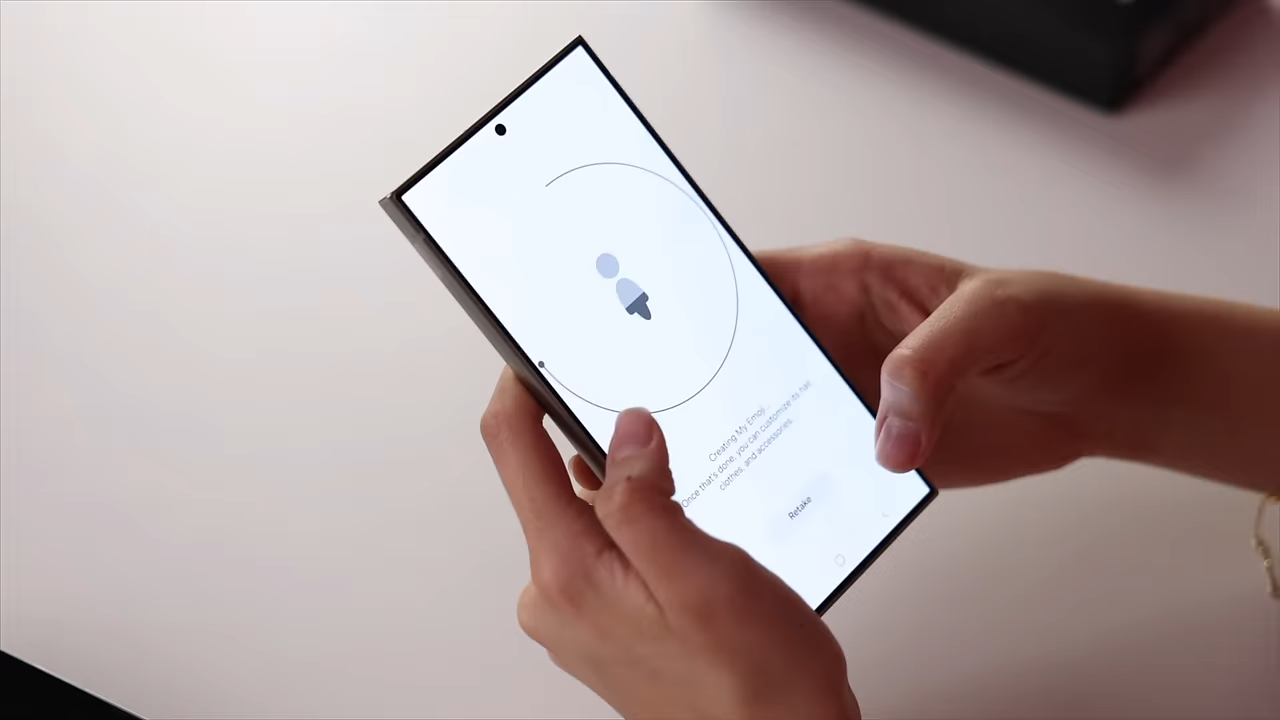 Creating My Emoji...
Once that's done, you can customize its hair,
clothes, and accessories.
Retake